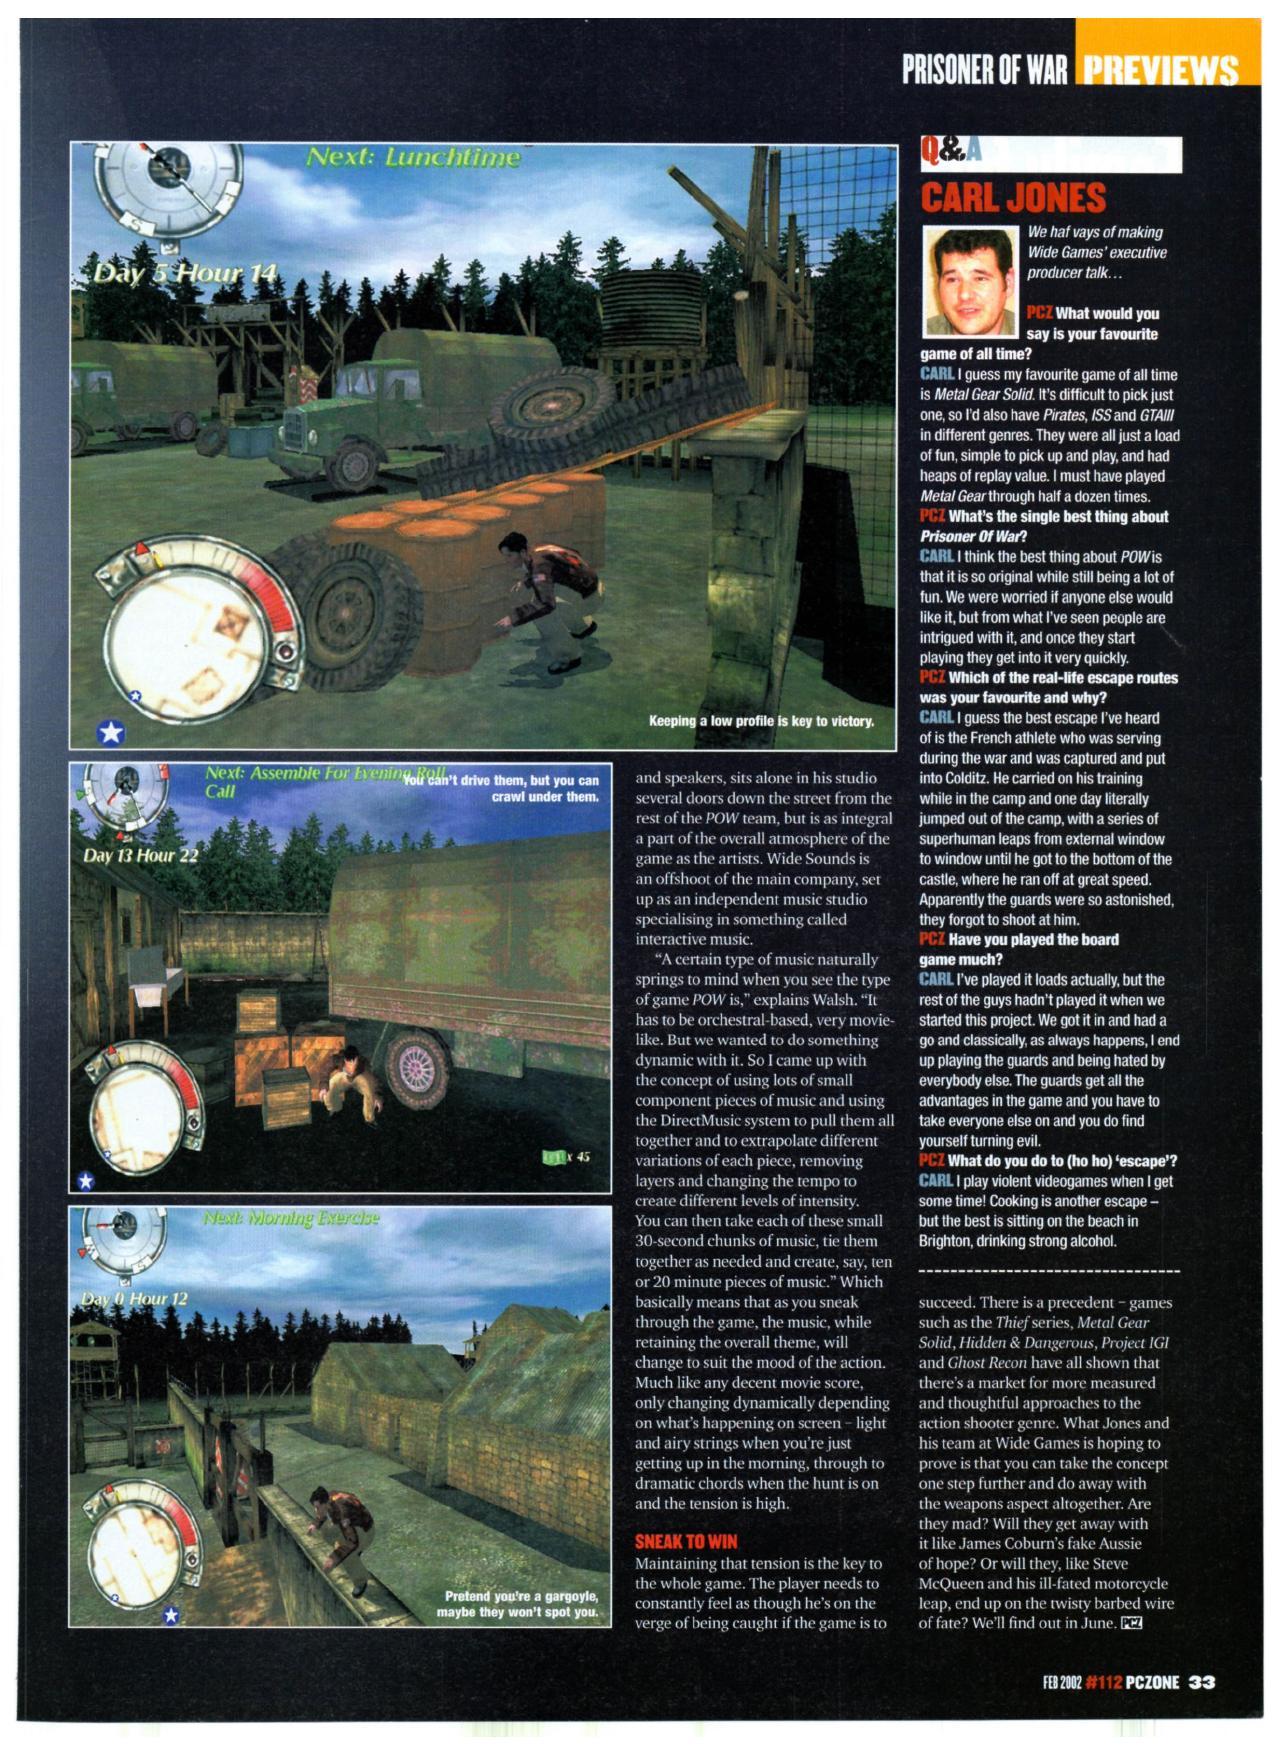 PRISONER OF WAR PREVIEWS
Next: Lunchtime
Day 5 Hour 14
Keeping a low profile is key to victory.
Next: Assemble For Evening Roll
Call
You can't drive them, but you can
crawl under them.
Day 13 Hour 22
x 45
Next: Morning Exercise
Day 0 Hour 12
Pretend you're a gargoyle,
maybe they won't spot you.
and speakers, sits alone in his studio
several doors down the street from the
rest of the POW team, but is as integral
a part of the overall atmosphere of the
game as the artists. Wide Sounds is
an offshoot of the main company, set
up as an independent music studio
specialising in something called
interactive music.
“A certain type of music naturally
springs to mind when you see the type
of game POW is,” explains Walsh. “It
has to be orchestral-based, very movie-
like. But we wanted to do something
dynamic with it. So I came up with
the concept of using lots of small
component pieces of music and using
the DirectMusic system to pull them all
together and to extrapolate different
variations of each piece, removing
layers and changing the tempo to
create different levels of intensity.
You can then take each of these small
30-second chunks of music, tie them
together as needed and create, say, ten
or 20 minute pieces of music.” Which
basically means that as you sneak
through the game, the music, while
retaining the overall theme, will
change to suit the mood of the action.
Much like any decent movie score,
only changing dynamically depending
on what's happening on screen – light
and airy strings when you're just
getting up in the morning, through to
dramatic chords when the hunt is on
and the tension is high.
SNEAK TO WIN
Maintaining that tension is the key to
the whole game. The player needs to
constantly feel as though he's on the
verge of being caught if the game is to
Q&A
CARL JONES
We haf vays of making
Wide Games' executive
producer talk...
PCZ What would you
say is your favourite
game of all time?
CARL I guess my favourite game of all time
is Metal Gear Solid. It's difficult to pick just
one, so I'd also have Pirates, ISS and GTAIII
in different genres. They were all just a load
of fun, simple to pick up and play, and had
heaps of replay value. I must have played
Metal Gear through half a dozen times.
PCZ What's the single best thing about
Prisoner Of War?
CARL I think the best thing about POW is
that it is so original while still being a lot of
fun. We were worried if anyone else would
like it, but from what I've seen people are
intrigued with it, and once they start
playing they get into it very quickly.
PCZ Which of the real-life escape routes
was your favourite and why?
CARL I guess the best escape I've heard
of is the French athlete who was serving
during the war and was captured and put
into Colditz. He carried on his training
while in the camp and one day literally
jumped out of the camp, with a series of
superhuman leaps from external window
to window until he got to the bottom of the
castle, where he ran off at great speed.
Apparently the guards were so astonished,
they forgot to shoot at him.
PCZ Have you played the board
game much?
CARL I've played it loads actually, but the
rest of the guys hadn't played it when we
started this project. We got it in and had a
go and classically, as always happens, I end
up playing the guards and being hated by
everybody else. The guards get all the
advantages in the game and you have to
take everyone else on and you do find
yourself turning evil.
PCZ What do you do to (ho ho) ‘escape’?
CARL I play violent videogames when I get
some time! Cooking is another escape –
but the best is sitting on the beach in
Brighton, drinking strong alcohol.
succeed. There is a precedent – games
such as the Thief series, Metal Gear
Solid, Hidden & Dangerous, Project IGI
and Ghost Recon have all shown that
there's a market for more measured
and thoughtful approaches to the
action shooter genre. What Jones and
his team at Wide Games is hoping to
prove is that you can take the concept
one step further and do away with
the weapons aspect altogether. Are
they mad? Will they get away with
it like James Coburn's fake Aussie
of hope? Or will they, like Steve
McQueen and his ill-fated motorcycle
leap, end up on the twisty barbed wire
of fate? We'll find out in June. PCZ
FEB 2002 #112 PCZONE 33